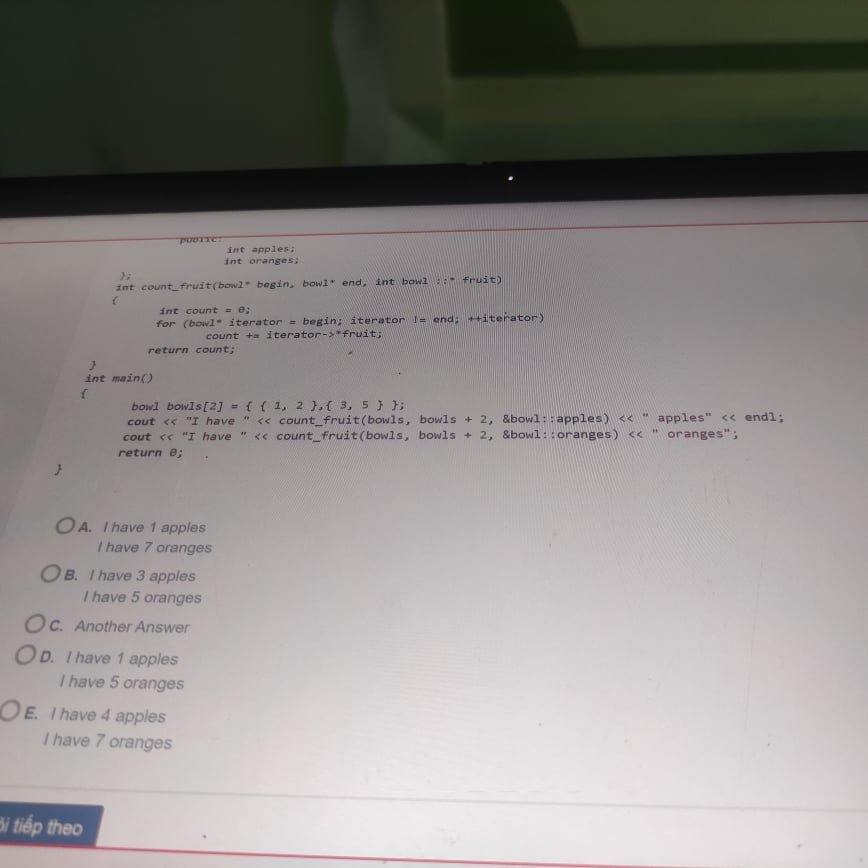 public:
int apples;
int oranges;
};
int count_fruit(bowl* begin, bowl* end, int bowl ::* fruit)
{
int count = 0;
for (bowl* iterator = begin; iterator != end; ++iterator)
count += iterator->*fruit;
return count;
}
int main()
{
bowl bowls[2] = { { 1, 2 },{ 3, 5 } };
cout << "I have " << count_fruit(bowls, bowls + 2, &bowl::apples) << " apples" << endl;
cout << "I have " << count_fruit(bowls, bowls + 2, &bowl::oranges) << " oranges";
return 0;
}
A. I have 1 apples
I have 7 oranges
B. I have 3 apples
I have 5 oranges
C. Another Answer
D. I have 1 apples
I have 5 oranges
E. I have 4 apples
I have 7 oranges
tiếp theo